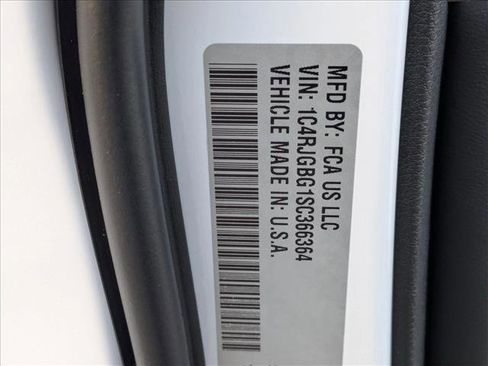 MFD BY: FCA US LLC
VIN: 1C4RJGBG1SC366364
VEHICLE MADE IN: U.S.A.